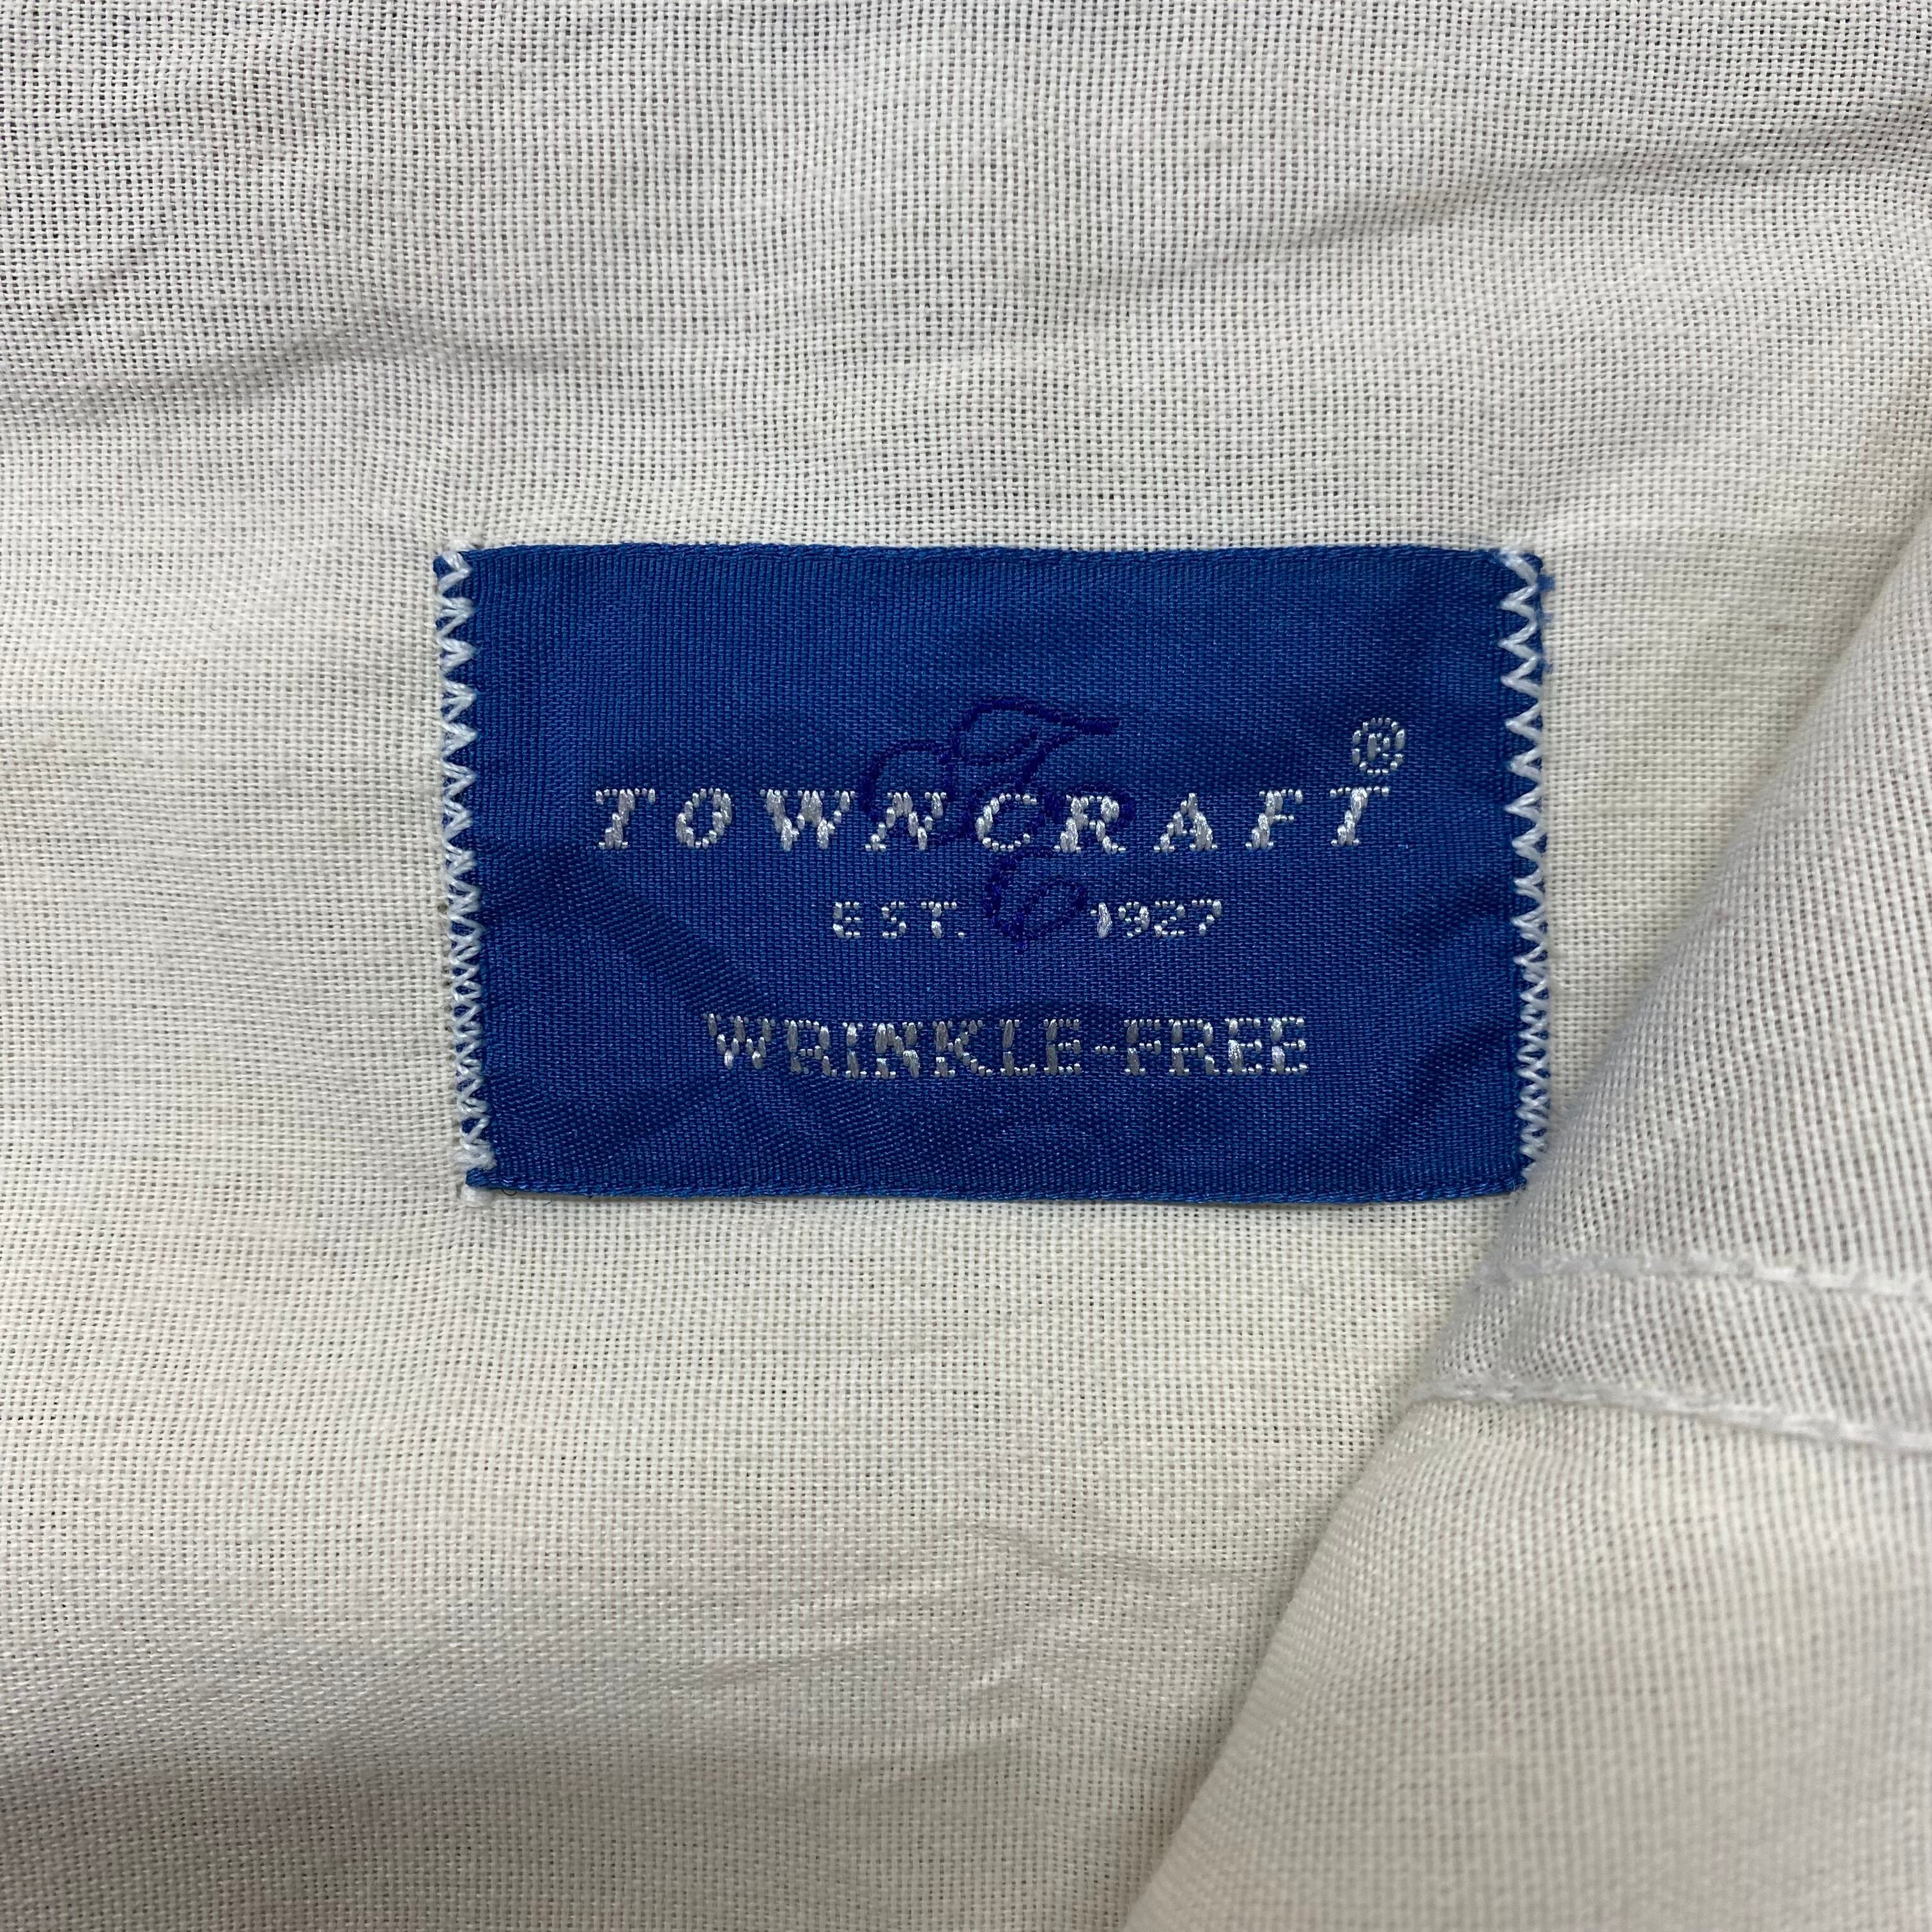 TOWNCRAFT®
EST. 1927
WRINKLE-FREE